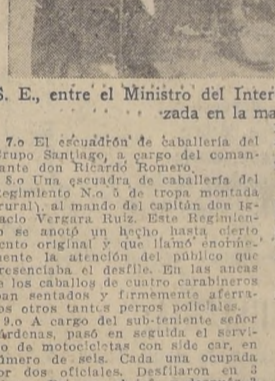 S. E., entre el Ministro del Inter
zada en la ma
7.o El escuadrón de caballería del
rupo Santiago, a cargo del coman-
ante don Ricardo Romero.
8.o Una escuadra de caballería del
egimiento N.o 5 de tropa montada
rural), al mando del capitán don Ig-
acio Vergara Ruiz. Este Regimien-
o se anotó un hecho hasta cierto
ento original y que llamó enorme-
ente la atención del público que
resenciaba el desfile. En las ancas
e los caballos de cuatro carabineros
ban sentados y firmemente aferra-
os otros tantos perros policiales.
9.o A cargo del sub-teniente señor
ardenas, pasó en seguida el servi-
o de motocicletas con side car, en
úmero de seis. Cada una ocupada
or dos oficiales. Desfilaron en 3